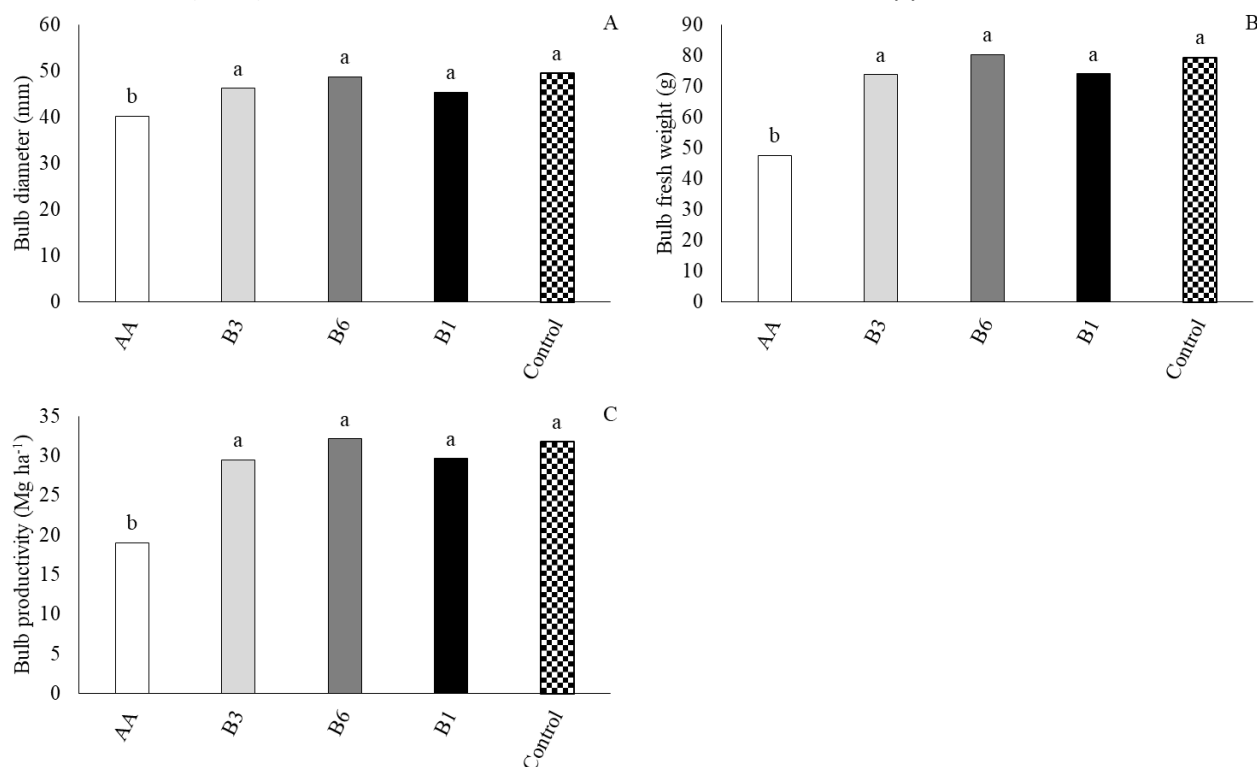 A
Bulb diameter (mm)
60
50
40
30
20
10
0
b
a
a
a
a
AA
B3
B6
B1
Control
B
Bulb fresh weight (g)
90
80
70
60
50
40
30
20
10
0
b
a
a
a
a
AA
B3
B6
B1
Control
C
Bulb productivity (Mg ha⁻¹)
35
30
25
20
15
10
5
0
b
a
a
a
a
AA
B3
B6
B1
Control